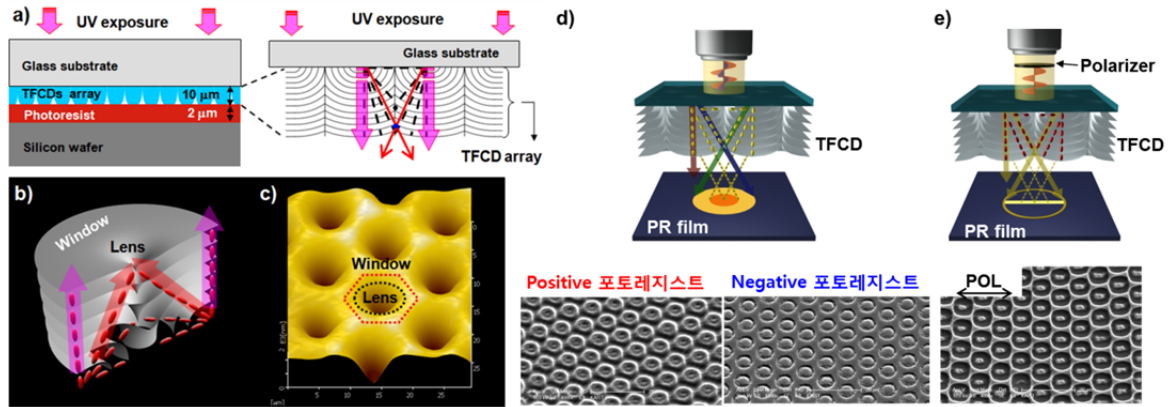 a)
UV exposure
UV exposure
Glass substrate
Glass substrate
TFCDs array
10 μm
Photoresist
2 μm
Silicon wafer
TFCD array
b)
Window
Lens
c)
Window
Lens
d)
TFCD
PR film
e)
Polarizer
TFCD
PR film
Positive 포토레지스트
Negative 포토레지스트
POL